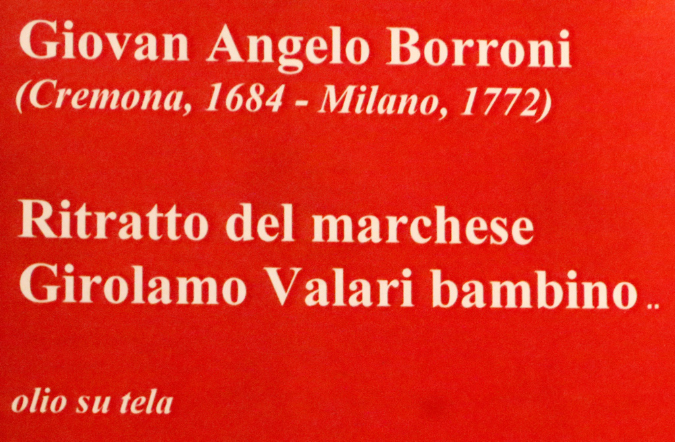 Giovan Angelo Borroni
(Cremona, 1684 - Milano, 1772)
Ritratto del marchese
Girolamo Valari bambino ..
olio su tela